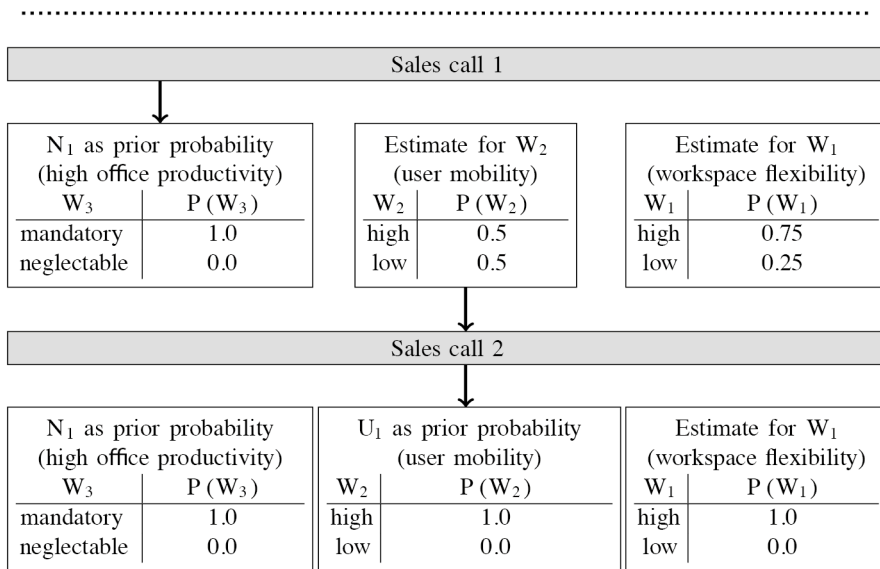 Sales call 1
N₁ as prior probability
(high office productivity)
W₃ P (W₃)
mandatory 1.0
neglectable 0.0
Estimate for W₂
(user mobility)
W₂ P (W₂)
high 0.5
low 0.5
Estimate for W₁
(workspace flexibility)
W₁ P (W₁)
high 0.75
low 0.25
Sales call 2
N₁ as prior probability
(high office productivity)
W₃ P (W₃)
mandatory 1.0
neglectable 0.0
U₁ as prior probability
(user mobility)
W₂ P (W₂)
high 1.0
low 0.0
Estimate for W₁
(workspace flexibility)
W₁ P (W₁)
high 1.0
low 0.0